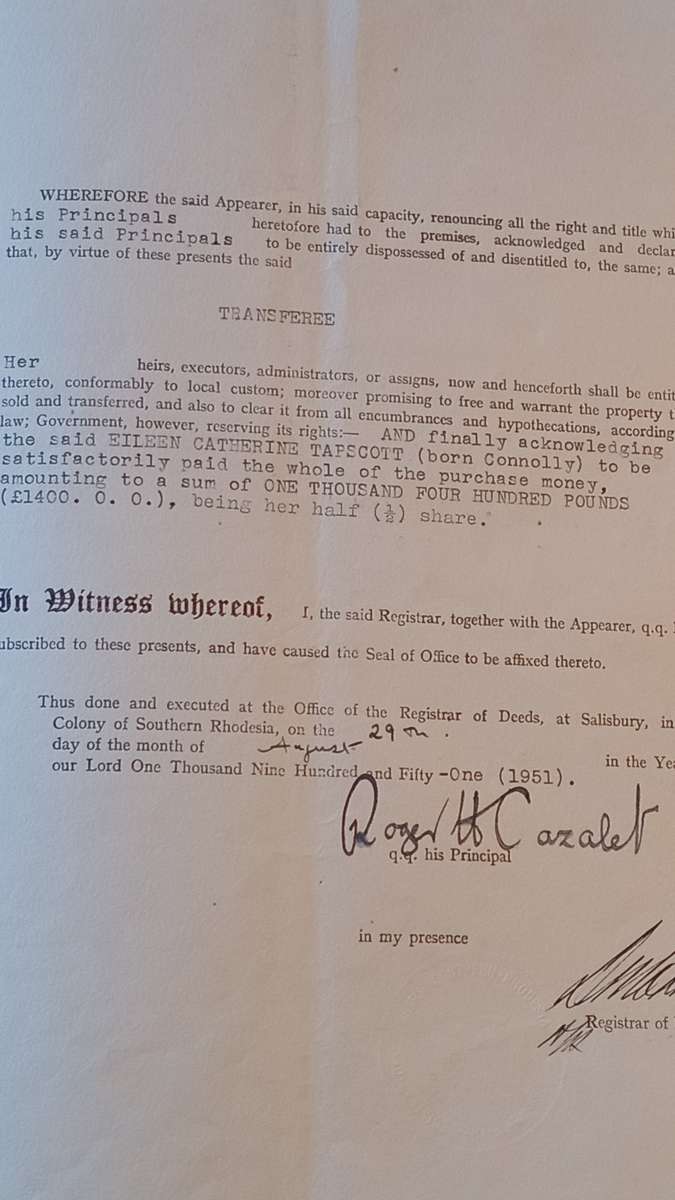 WHEREFORE the said Appearer, in his said capacity, renouncing all the right and title whi
his Principals heretofore had to the premises, acknowledged and declar
his said Principals to be entirely dispossessed of and disentitled to, the same; a
that, by virtue of these presents the said
TRANSFEREE
Her heirs, executors, administrators, or assigns, now and henceforth shall be entit
thereto, conformably to local custom; moreover promising to free and warrant the property t
sold and transferred, and also to clear it from all encumbrances and hypothecations, according
law; Government, however, reserving its rights:— AND finally acknowledging
the said EILEEN CATHERINE TAPSCOTT (born Connolly) to be
satisfactorily paid the whole of the purchase money,
amounting to a sum of ONE THOUSAND FOUR HUNDRED POUNDS
(£1400. 0. 0.), being her half (½) share.
In Witness whereof, I, the said Registrar, together with the Appearer, q.q.
ubscribed to these presents, and have caused the Seal of Office to be affixed thereto.
Thus done and executed at the Office of the Registrar of Deeds, at Salisbury, in
Colony of Southern Rhodesia, on the 29th.
day of the month of August in the Yea
our Lord One Thousand Nine Hundred and Fifty-One (1951).
Roger H Cazalet
q.q. his Principal
in my presence
Registrar of